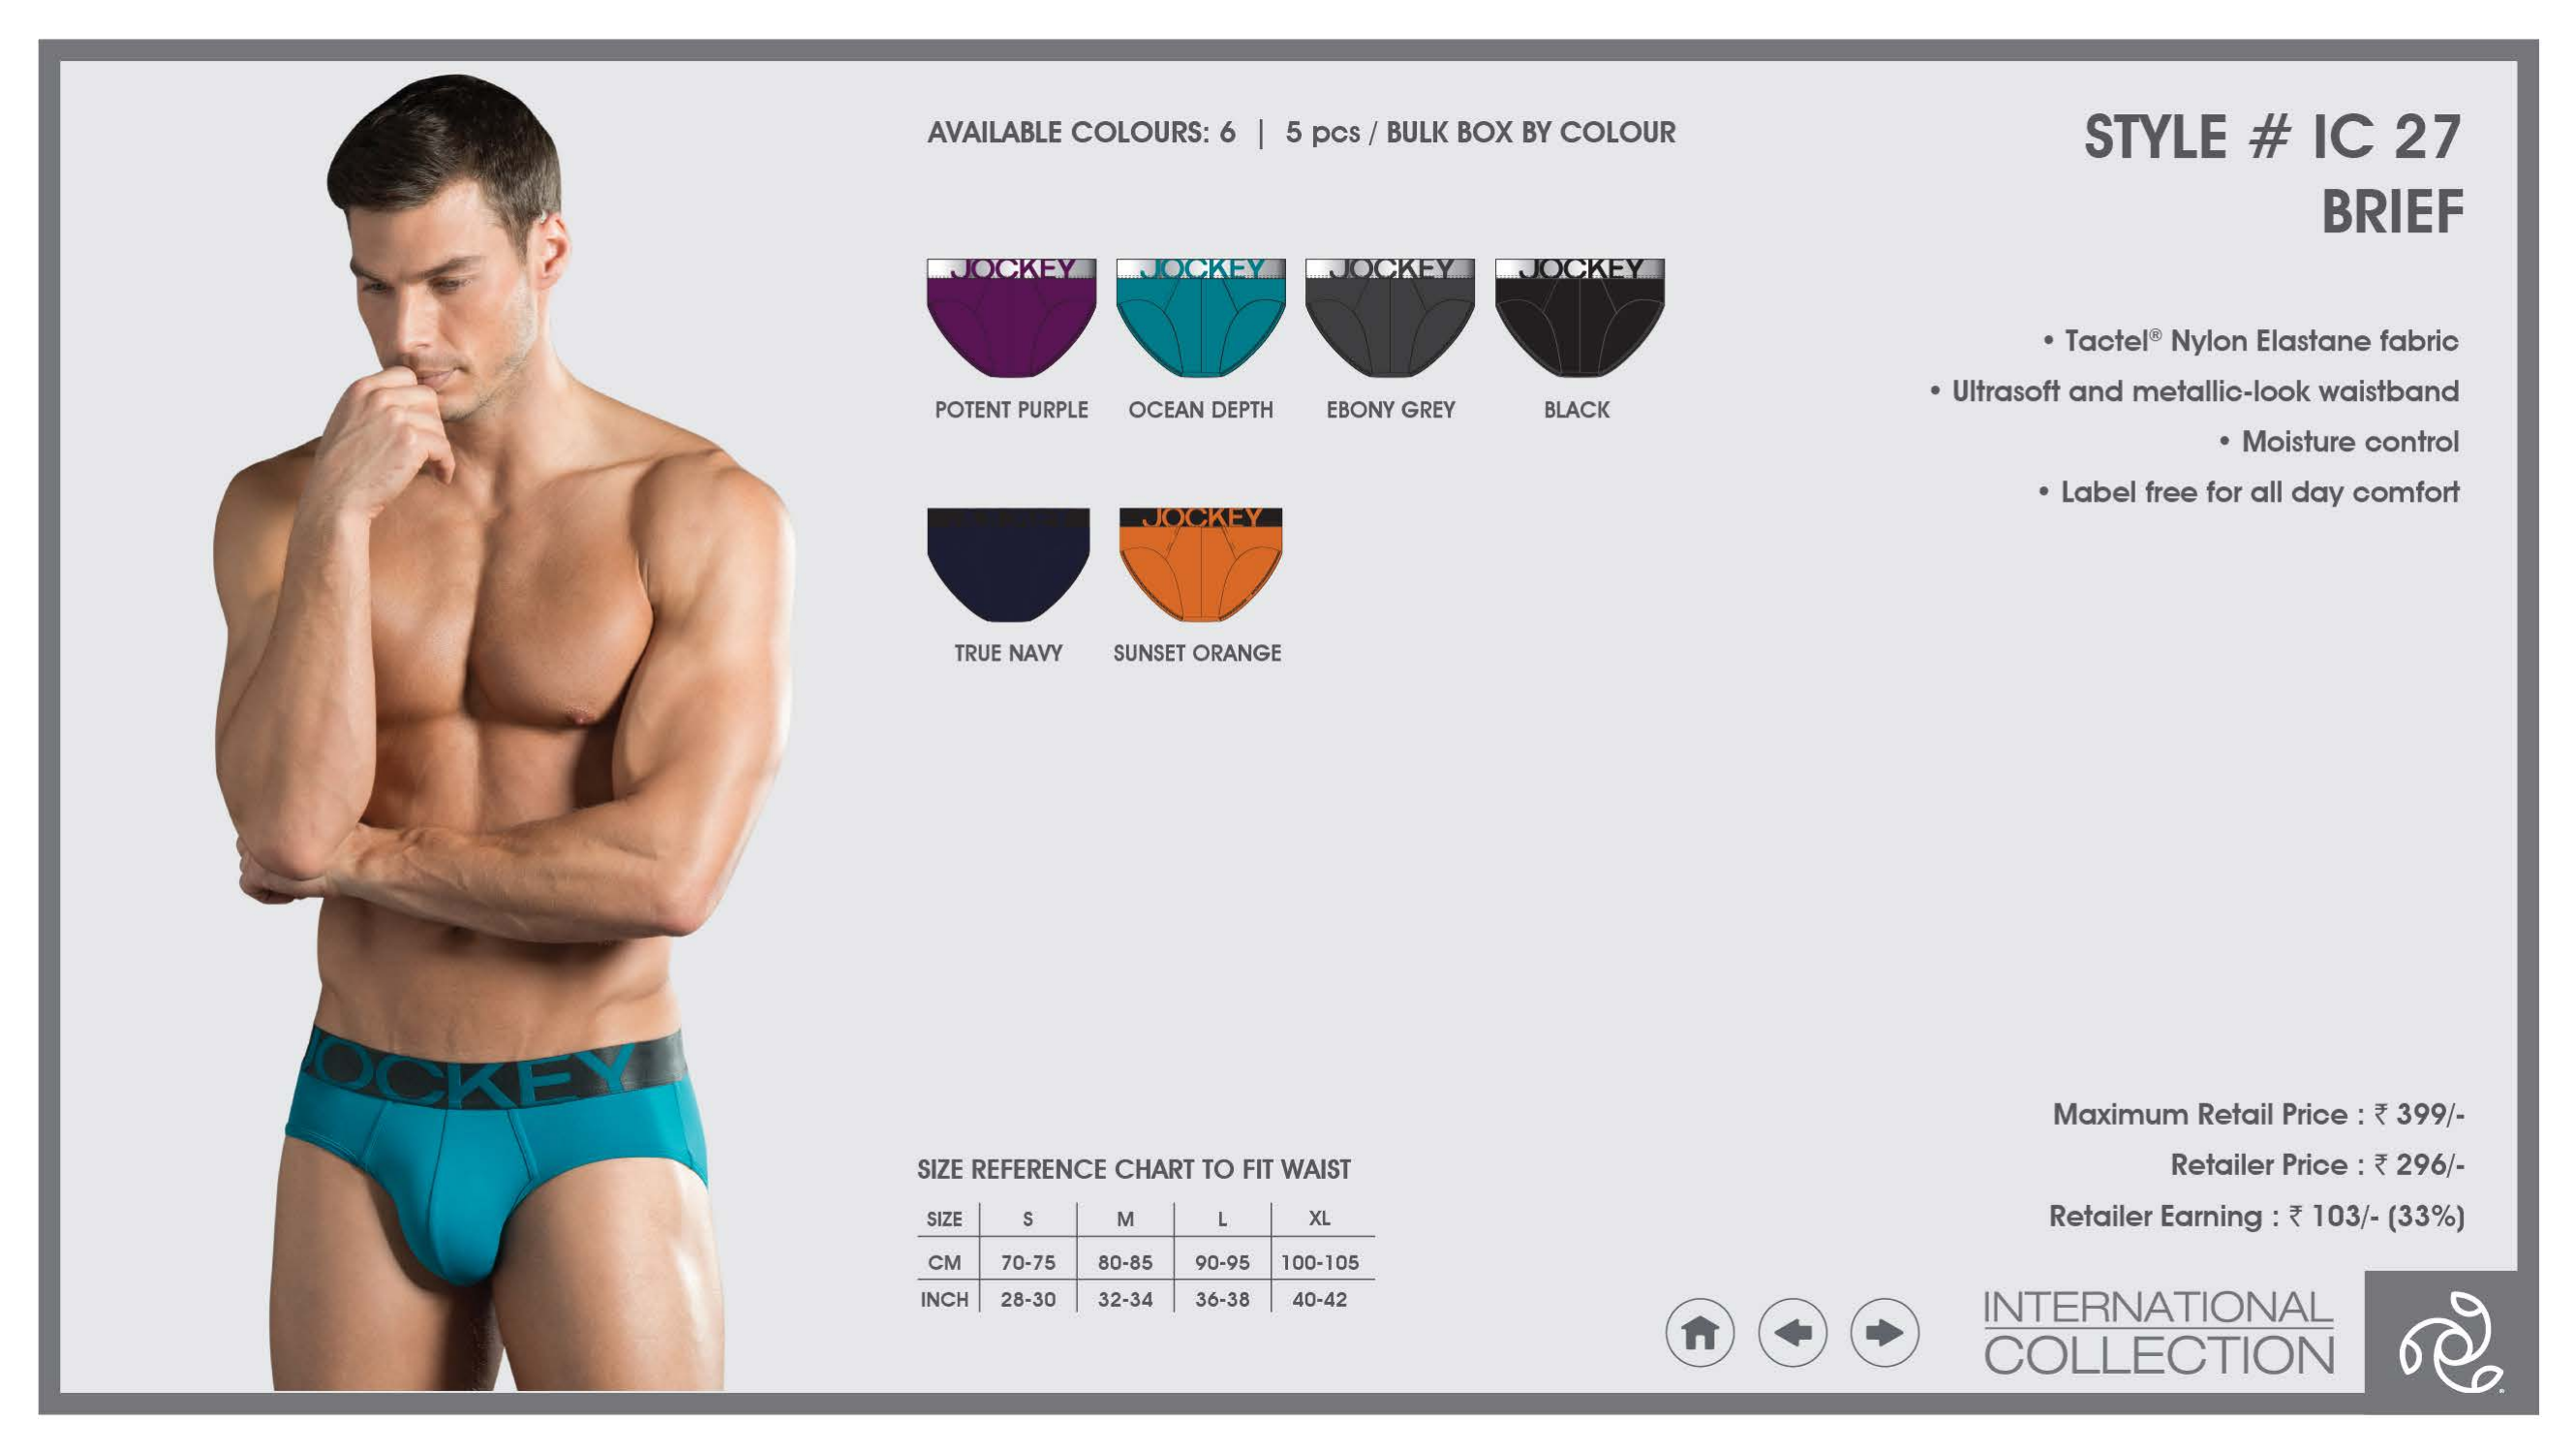 AVAILABLE COLOURS: 6 | 5 pcs / BULK BOX BY COLOUR
STYLE # IC 27
BRIEF
JOCKEY JOCKEY JOCKEY JOCKEY
POTENT PURPLE OCEAN DEPTH EBONY GREY BLACK
JOCKEY
TRUE NAVY SUNSET ORANGE
• Tactel® Nylon Elastane fabric
• Ultrasoft and metallic-look waistband
• Moisture control
• Label free for all day comfort
JOCKEY
SIZE REFERENCE CHART TO FIT WAIST
SIZE S M L XL
CM 70-75 80-85 90-95 100-105
INCH 28-30 32-34 36-38 40-42
Maximum Retail Price : ₹ 399/-
Retailer Price : ₹ 296/-
Retailer Earning : ₹ 103/- (33%)
INTERNATIONAL
COLLECTION